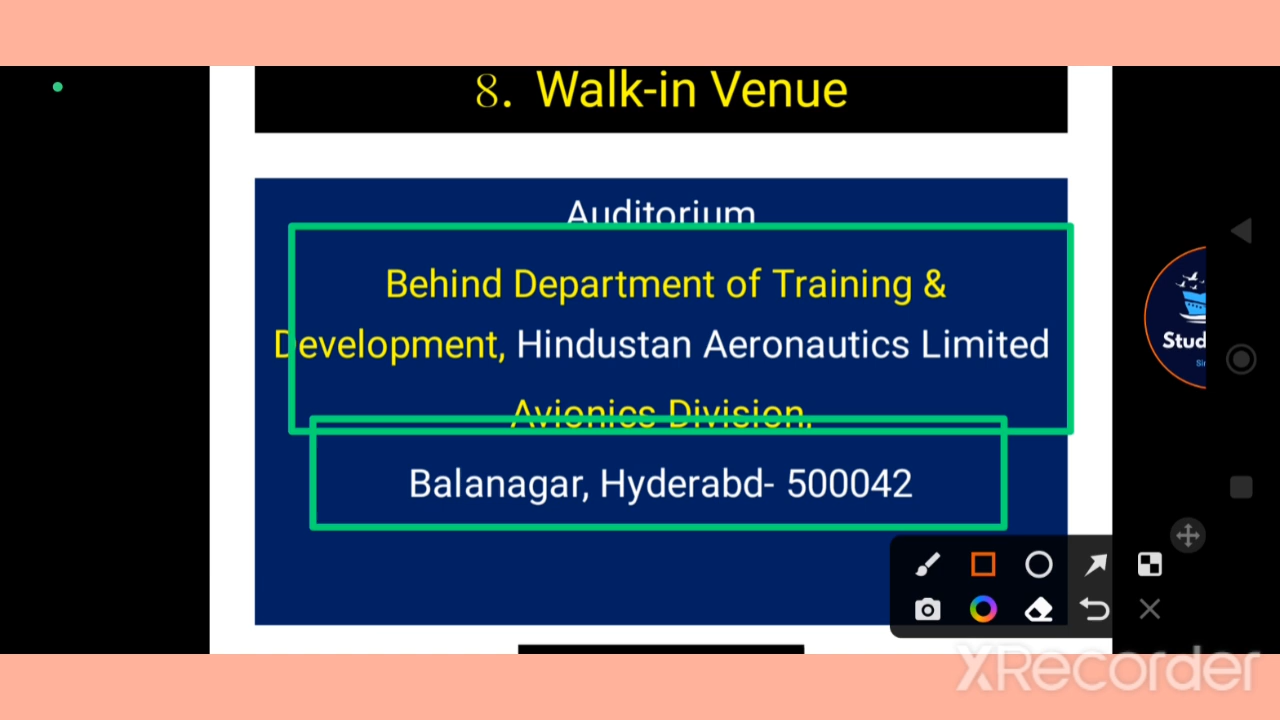 8. Walk-in Venue
Auditorium
Behind Department of Training &
Development, Hindustan Aeronautics Limited
Avionics Division,
Balanagar, Hyderabd- 500042
Stud
XRecorder